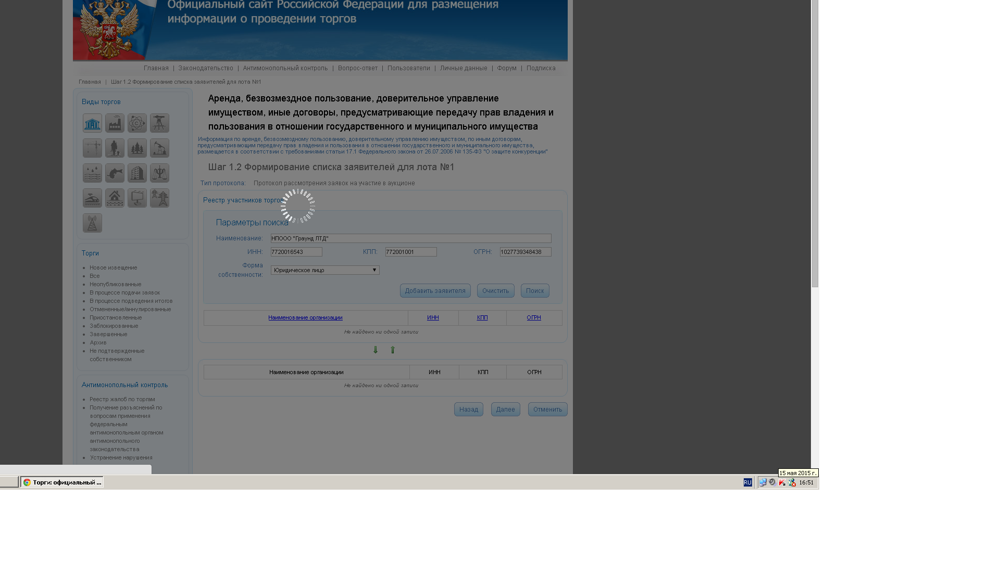 Официальный сайт Российской Федерации для размещения
информации о проведении торгов
Главная | Законодательство | Антимонопольный контроль | Вопрос-ответ | Пользователи | Личные данные | Форум | Подписка
Главная | Шаг 1.2 Формирование списка заявителей для лота №1
Виды торгов
Торги
Новое извещение
Все
Неопубликованные
В процессе подачи заявок
В процессе подведения итогов
Отмененные/аннулированные
Приостановленные
Заблокированные
Завершенные
Архив
Не подтвержденные
собственником
Антимонопольный контроль
Реестр жалоб по торгам
Получение разъяснений по
вопросам применения
федеральным
антимонопольным органом
антимонопольного
законодательства
Устранение нарушения
Аренда, безвозмездное пользование, доверительное управление
имуществом, иные договоры, предусматривающие передачу прав владения и
пользования в отношении государственного и муниципального имущества
Информация по аренде, безвозмездному пользованию, доверительному управлению имуществом, по иным договорам,
предусматривающим передачу прав владения и пользования в отношении государственного и муниципального имущества,
размещается в соответствии с требованиями статьи 17.1 Федерального закона от 26.07.2006 № 135-ФЗ "О защите конкуренции"
Шаг 1.2 Формирование списка заявителей для лота №1
Тип протокола: Протокол рассмотрения заявок на участие в аукционе
Реестр участников торгов
Параметры поиска
Наименование: НПООО "Граунд ЛТД"
ИНН: 7720016543 КПП: 772001001 ОГРН: 1027739348438
Форма
собственности: Юридическое лицо
Добавить заявителя Очистить Поиск
Наименование организации ИНН КПП ОГРН
Не найдено ни одной записи
Наименование организации ИНН КПП ОГРН
Не найдено ни одной записи
Назад Далее Отменить
15 мая 2015 г.
Торги: официальный ... RU 16:51